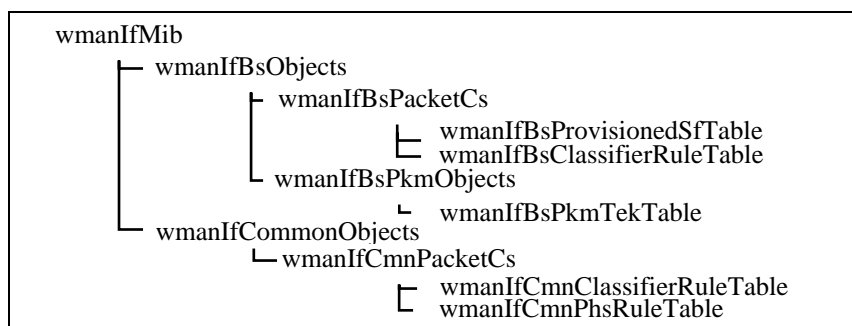 wmanIfMib
wmanIfBsObjects
wmanIfBsPacketCs
wmanIfBsProvisionedSfTable
wmanIfBsClassifierRuleTable
wmanIfBsPkmObjects
wmanIfBsPkmTekTable
wmanIfCommonObjects
wmanIfCmnPacketCs
wmanIfCmnClassifierRuleTable
wmanIfCmnPhsRuleTable